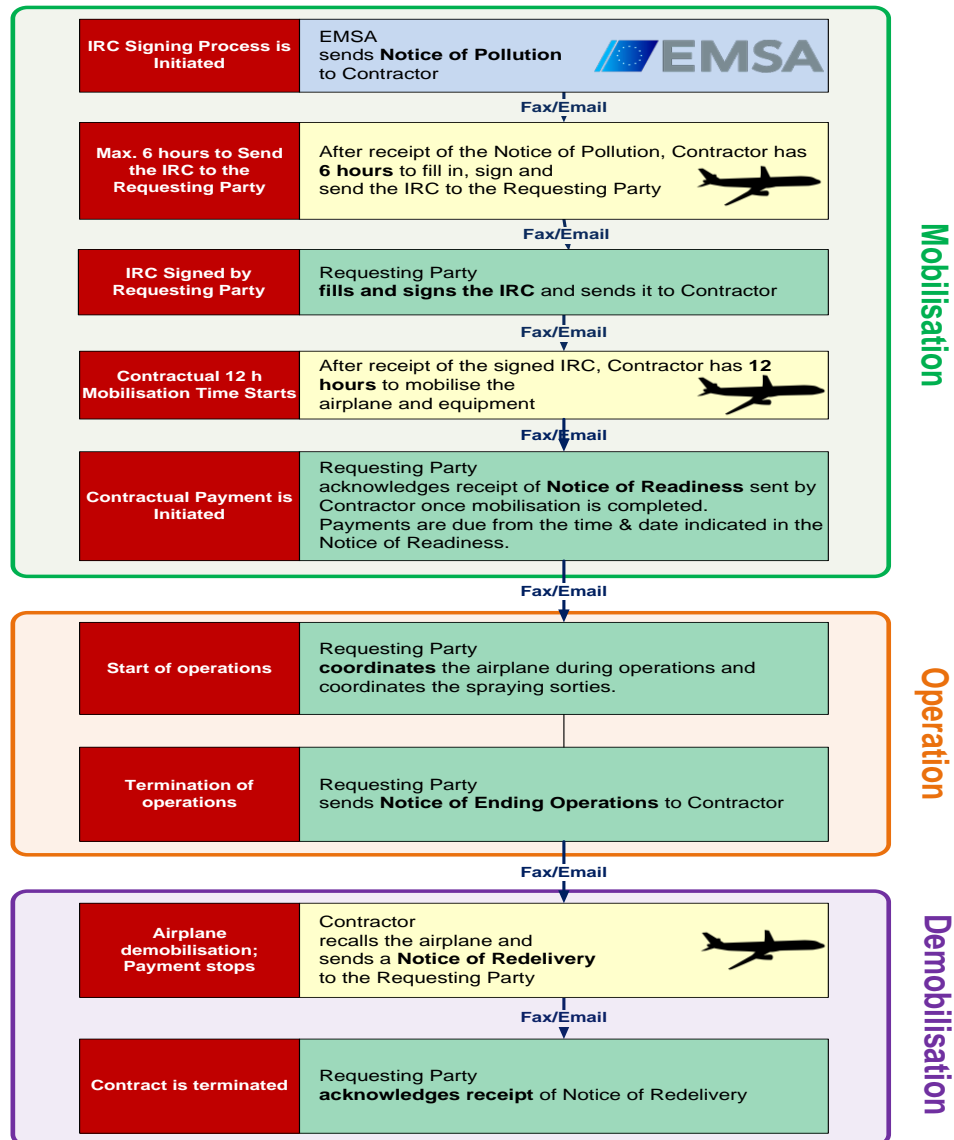 IRC Signing Process is
Initiated
EMSA
sends Notice of Pollution
to Contractor
EMSA
Fax/Email
Max. 6 hours to Send
the IRC to the
Requesting Party
After receipt of the Notice of Pollution, Contractor has
6 hours to fill in, sign and
send the IRC to the Requesting Party
Fax/Email
IRC Signed by
Requesting Party
Requesting Party
fills and signs the IRC and sends it to Contractor
Fax/Email
Contractual 12 h
Mobilisation Time Starts
After receipt of the signed IRC, Contractor has 12
hours to mobilise the
airplane and equipment
Fax/Email
Contractual Payment is
Initiated
Requesting Party
acknowledges receipt of Notice of Readiness sent by
Contractor once mobilisation is completed.
Payments are due from the time & date indicated in the
Notice of Readiness.
Mobilisation
Fax/Email
Start of operations
Requesting Party
coordinates the airplane during operations and
coordinates the spraying sorties.
Termination of
operations
Requesting Party
sends Notice of Ending Operations to Contractor
Operation
Fax/Email
Airplane
demobilisation;
Payment stops
Contractor
recalls the airplane and
sends a Notice of Redelivery
to the Requesting Party
Fax/Email
Contract is terminated
Requesting Party
acknowledges receipt of Notice of Redelivery
Demobilisation